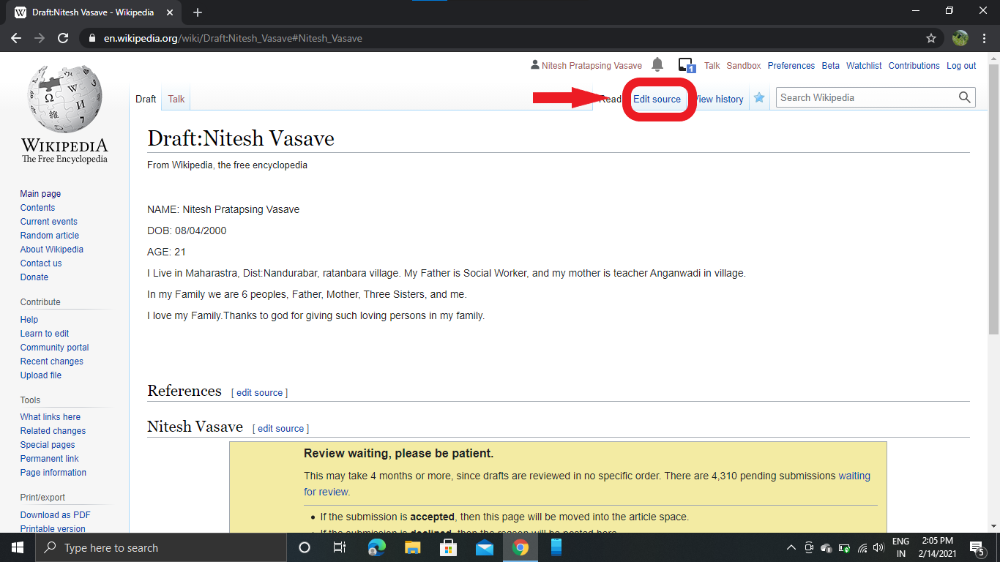 Draft:Nitesh Vasave - Wikipedia
en.wikipedia.org/wiki/Draft:Nitesh_Vasave#Nitesh_Vasave
Nitesh Pratapsing Vasave 1 Talk Sandbox Preferences Beta Watchlist Contributions Log out
Draft Talk Read Edit source View history Search Wikipedia
WIKIPEDIA
The Free Encyclopedia
Main page
Contents
Current events
Random article
About Wikipedia
Contact us
Donate
Contribute
Help
Learn to edit
Community portal
Recent changes
Upload file
Tools
What links here
Related changes
Special pages
Permanent link
Page information
Print/export
Download as PDF
Printable version
Draft:Nitesh Vasave
From Wikipedia, the free encyclopedia
NAME: Nitesh Pratapsing Vasave
DOB: 08/04/2000
AGE: 21
I Live in Maharastra, Dist:Nandurabar, ratanbara village. My Father is Social Worker, and my mother is teacher Anganwadi in village.
In my Family we are 6 peoples, Father, Mother, Three Sisters, and me.
I love my Family.Thanks to god for giving such loving persons in my family.
References [ edit source ]
Nitesh Vasave [ edit source ]
Review waiting, please be patient.
This may take 4 months or more, since drafts are reviewed in no specific order. There are 4,310 pending submissions waiting
for review.
If the submission is accepted, then this page will be moved into the article space.
If the submission is declined, then the reason will be posted here.
Type here to search
ENG
IN
2:05 PM
2/14/2021
5